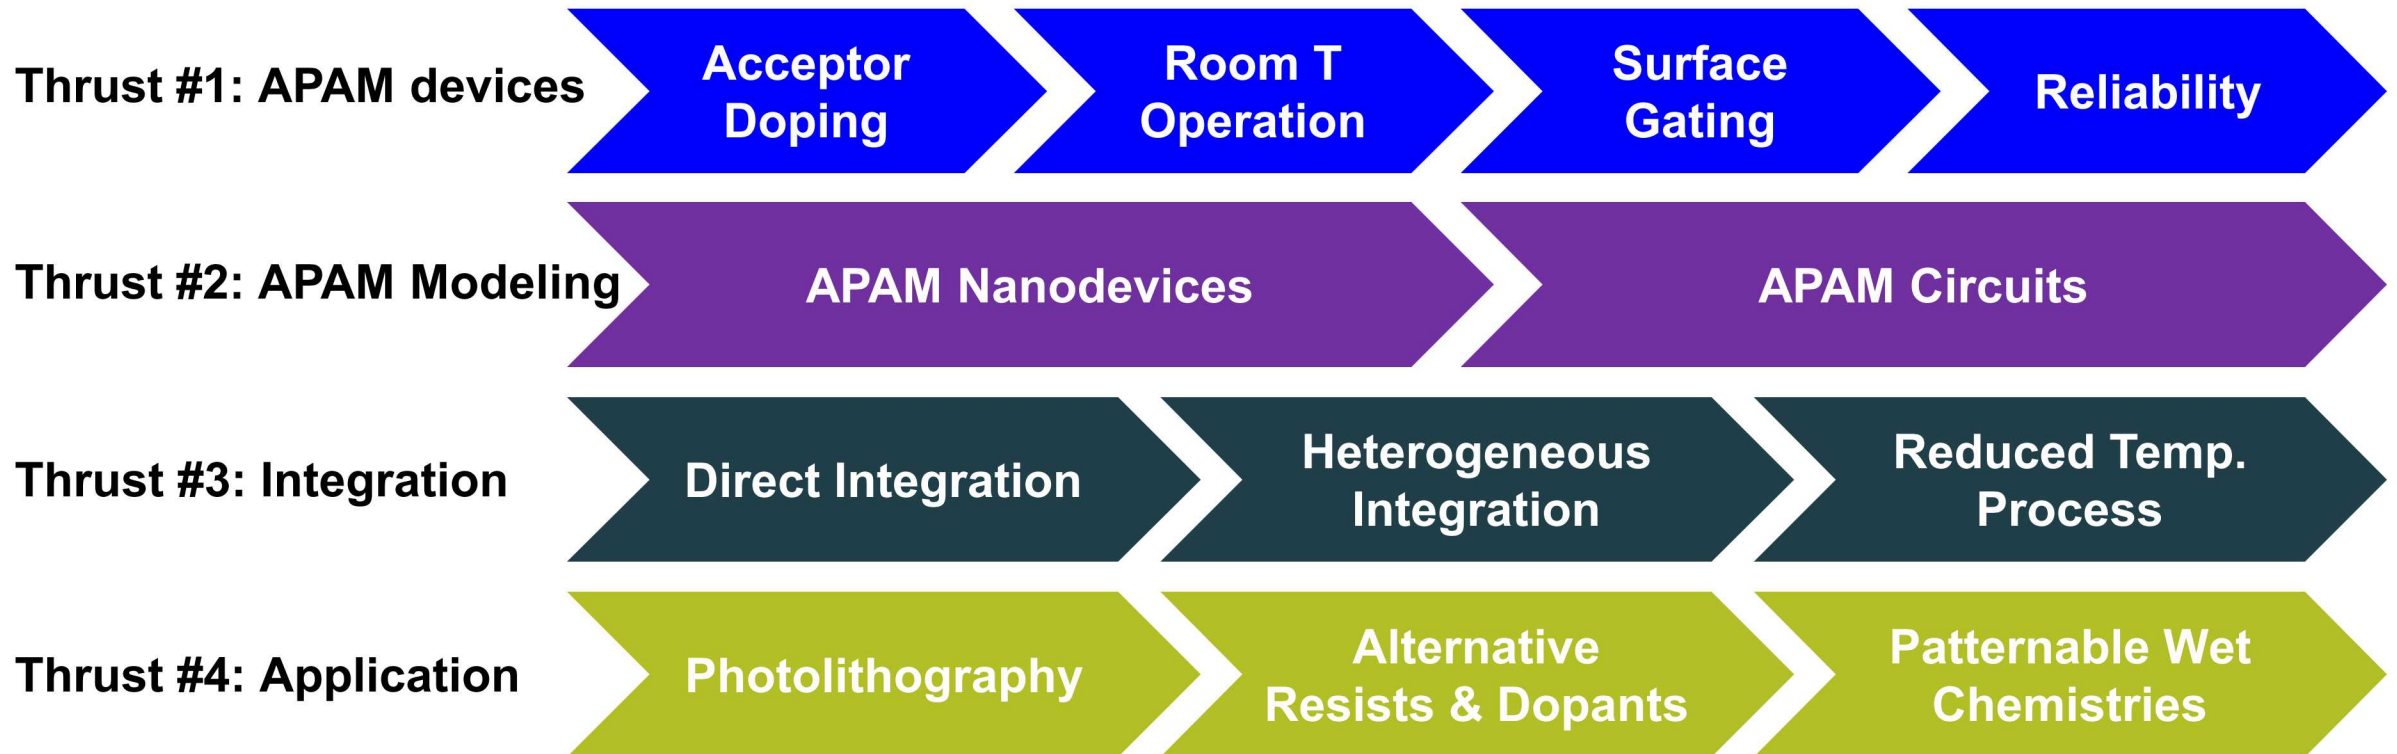 Thrust #1: APAM devices
Acceptor
Doping
Room T
Operation
Surface
Gating
Reliability
Thrust #2: APAM Modeling
APAM Nanodevices
APAM Circuits
Thrust #3: Integration
Direct Integration
Heterogeneous
Integration
Reduced Temp.
Process
Thrust #4: Application
Photolithography
Alternative
Resists & Dopants
Patternable Wet
Chemistries